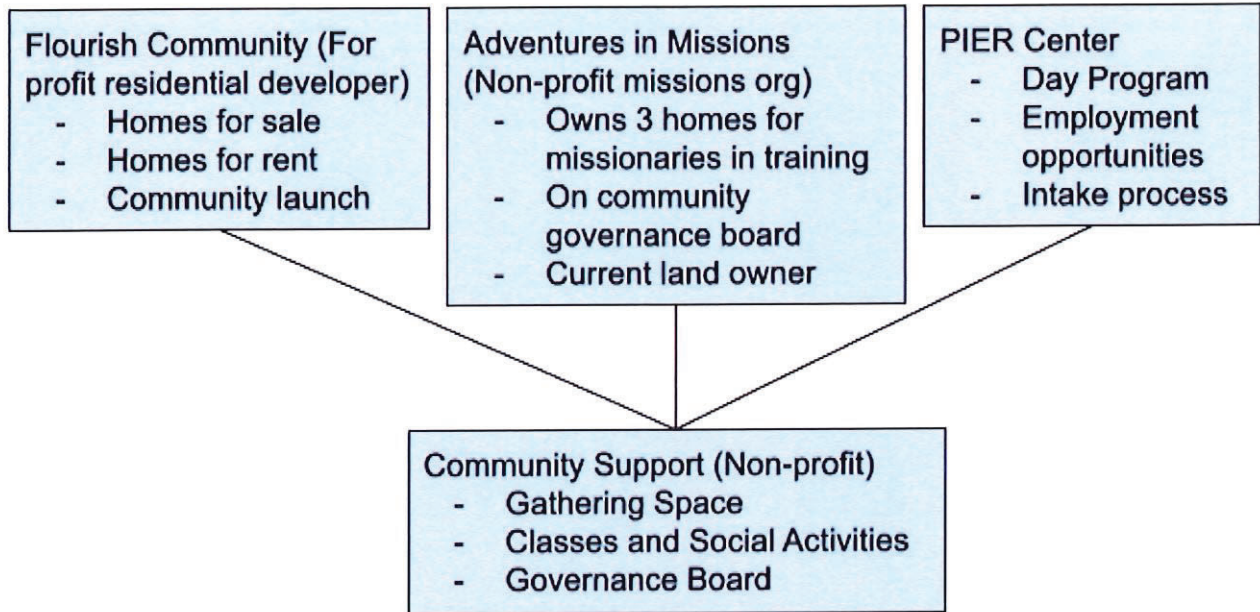 Flourish Community (For
profit residential developer)
- Homes for sale
- Homes for rent
- Community launch
Adventures in Missions
(Non-profit missions org)
- Owns 3 homes for
missionaries in training
- On community
governance board
- Current land owner
PIER Center
- Day Program
- Employment
opportunities
- Intake process
Community Support (Non-profit)
- Gathering Space
- Classes and Social Activities
- Governance Board